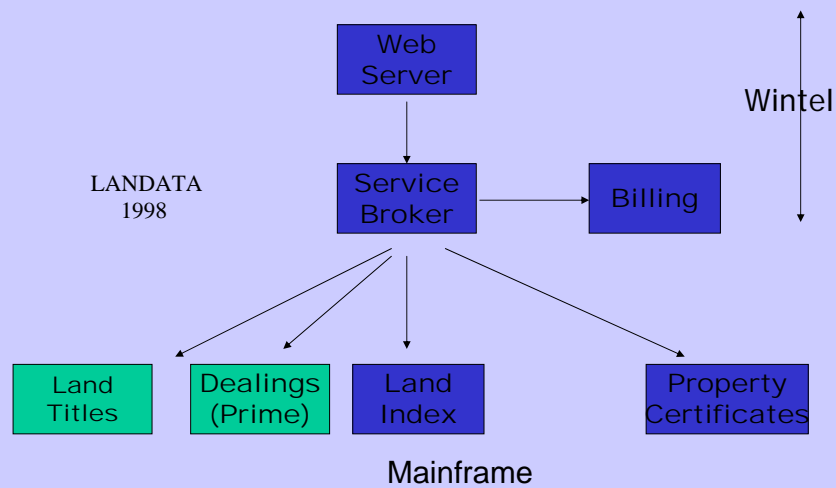 Web
Server
Wintel
LANDATA
1998
Service
Broker
Billing
Land
Titles
Dealings
(Prime)
Land
Index
Property
Certificates
Mainframe